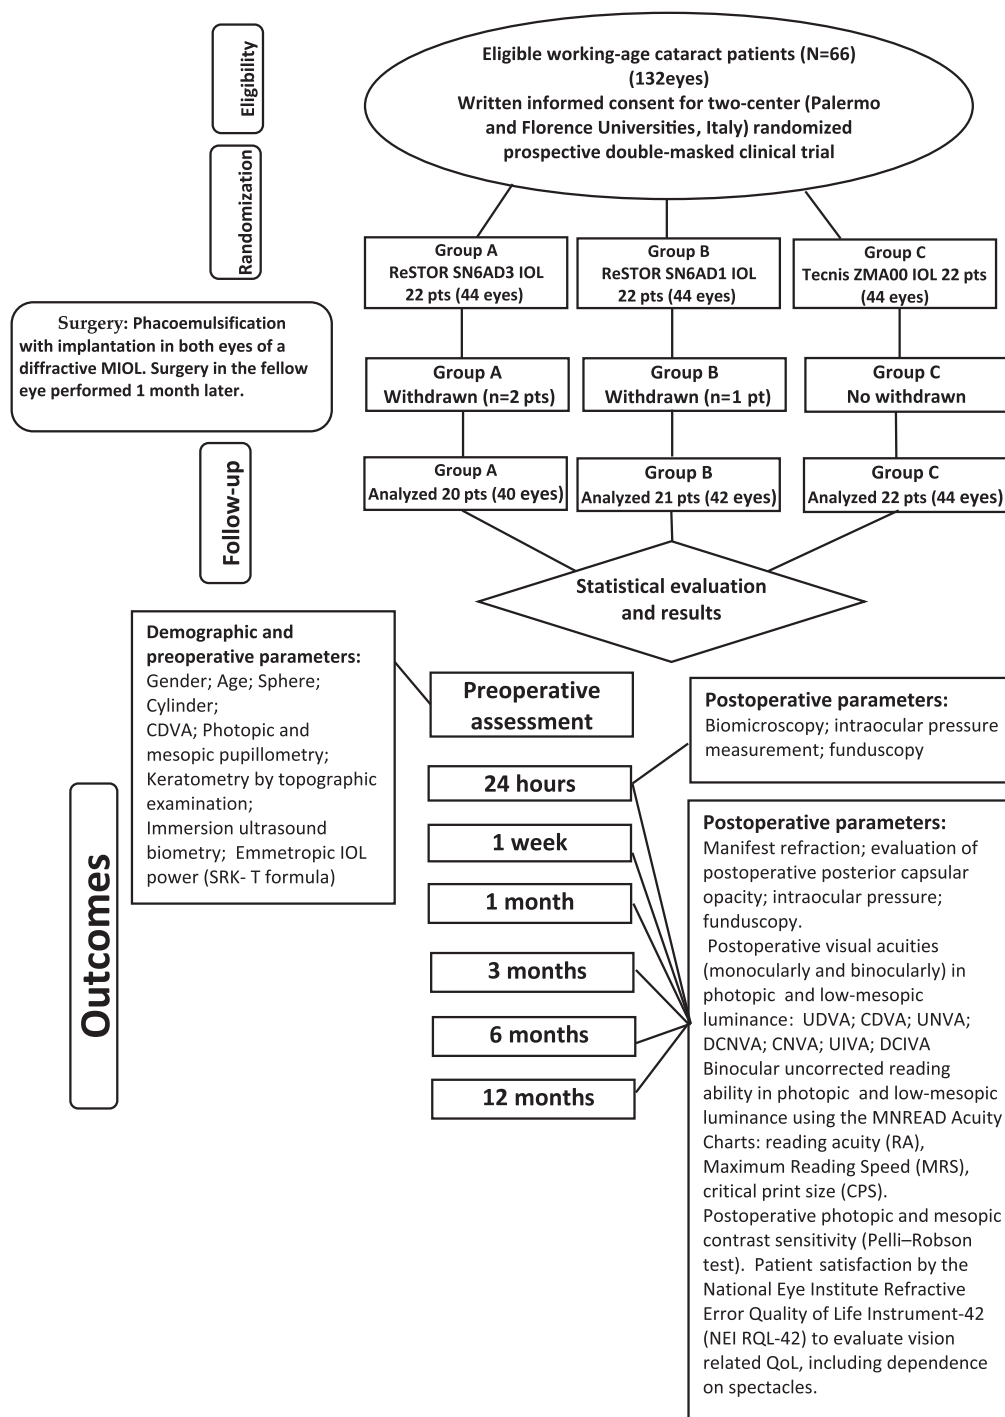 Eligibility
Eligible working-age cataract patients (N=66)
(132eyes)
Written informed consent for two-center (Palermo
and Florence Universities, Italy) randomized
prospective double-masked clinical trial
Randomization
Group A
ReSTOR SN6AD3 IOL
22 pts (44 eyes)
Group B
ReSTOR SN6AD1 IOL
22 pts (44 eyes)
Group C
Tecnis ZMA00 IOL 22 pts
(44 eyes)
Surgery: Phacoemulsification
with implantation in both eyes of a
diffractive MIOL. Surgery in the fellow
eye performed 1 month later.
Group A
Withdrawn (n=2 pts)
Group B
Withdrawn (n=1 pt)
Group C
No withdrawn
Follow-up
Group A
Analyzed 20 pts (40 eyes)
Group B
Analyzed 21 pts (42 eyes)
Group C
Analyzed 22 pts (44 eyes)
Statistical evaluation
and results
Outcomes
Demographic and
preoperative parameters:
Gender; Age; Sphere;
Cylinder;
CDVA; Photopic and
mesopic pupillometry;
Keratometry by topographic
examination;
Immersion ultrasound
biometry; Emmetropic IOL
power (SRK- T formula)
Preoperative
assessment
24 hours
1 week
1 month
3 months
6 months
12 months
Postoperative parameters:
Biomicroscopy; intraocular pressure
measurement; funduscopy
Postoperative parameters:
Manifest refraction; evaluation of
postoperative posterior capsular
opacity; intraocular pressure;
funduscopy.
Postoperative visual acuities
(monocularly and binocularly) in
photopic and low-mesopic
luminance: UDVA; CDVA; UNVA;
DCNVA; CNVA; UIVA; DCIVA
Binocular uncorrected reading
ability in photopic and low-mesopic
luminance using the MNREAD Acuity
Charts: reading acuity (RA),
Maximum Reading Speed (MRS),
critical print size (CPS).
Postoperative photopic and mesopic
contrast sensitivity (Pelli–Robson
test). Patient satisfaction by the
National Eye Institute Refractive
Error Quality of Life Instrument-42
(NEI RQL-42) to evaluate vision
related QoL, including dependence
on spectacles.